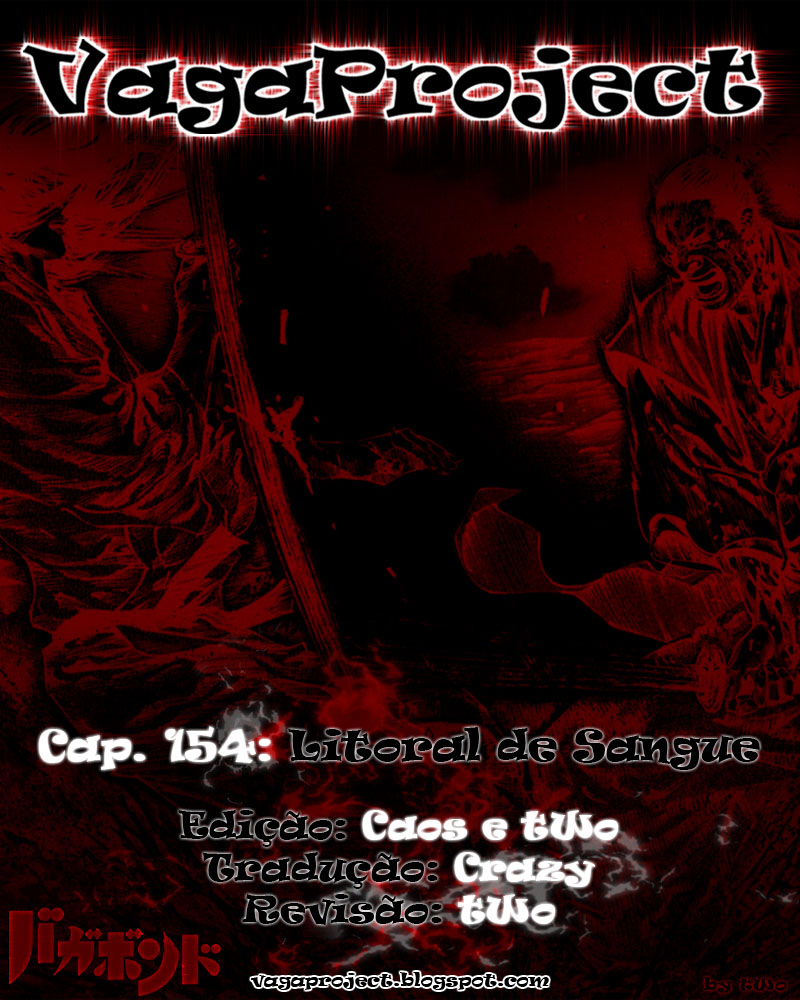 VagaProject
Cap. 154: Litoral de Sangue
Edição: Caos e tWo
Tradução: Crazy
Revisão: tWo
バガボンド
vagaproject.blogspot.com
by tWo